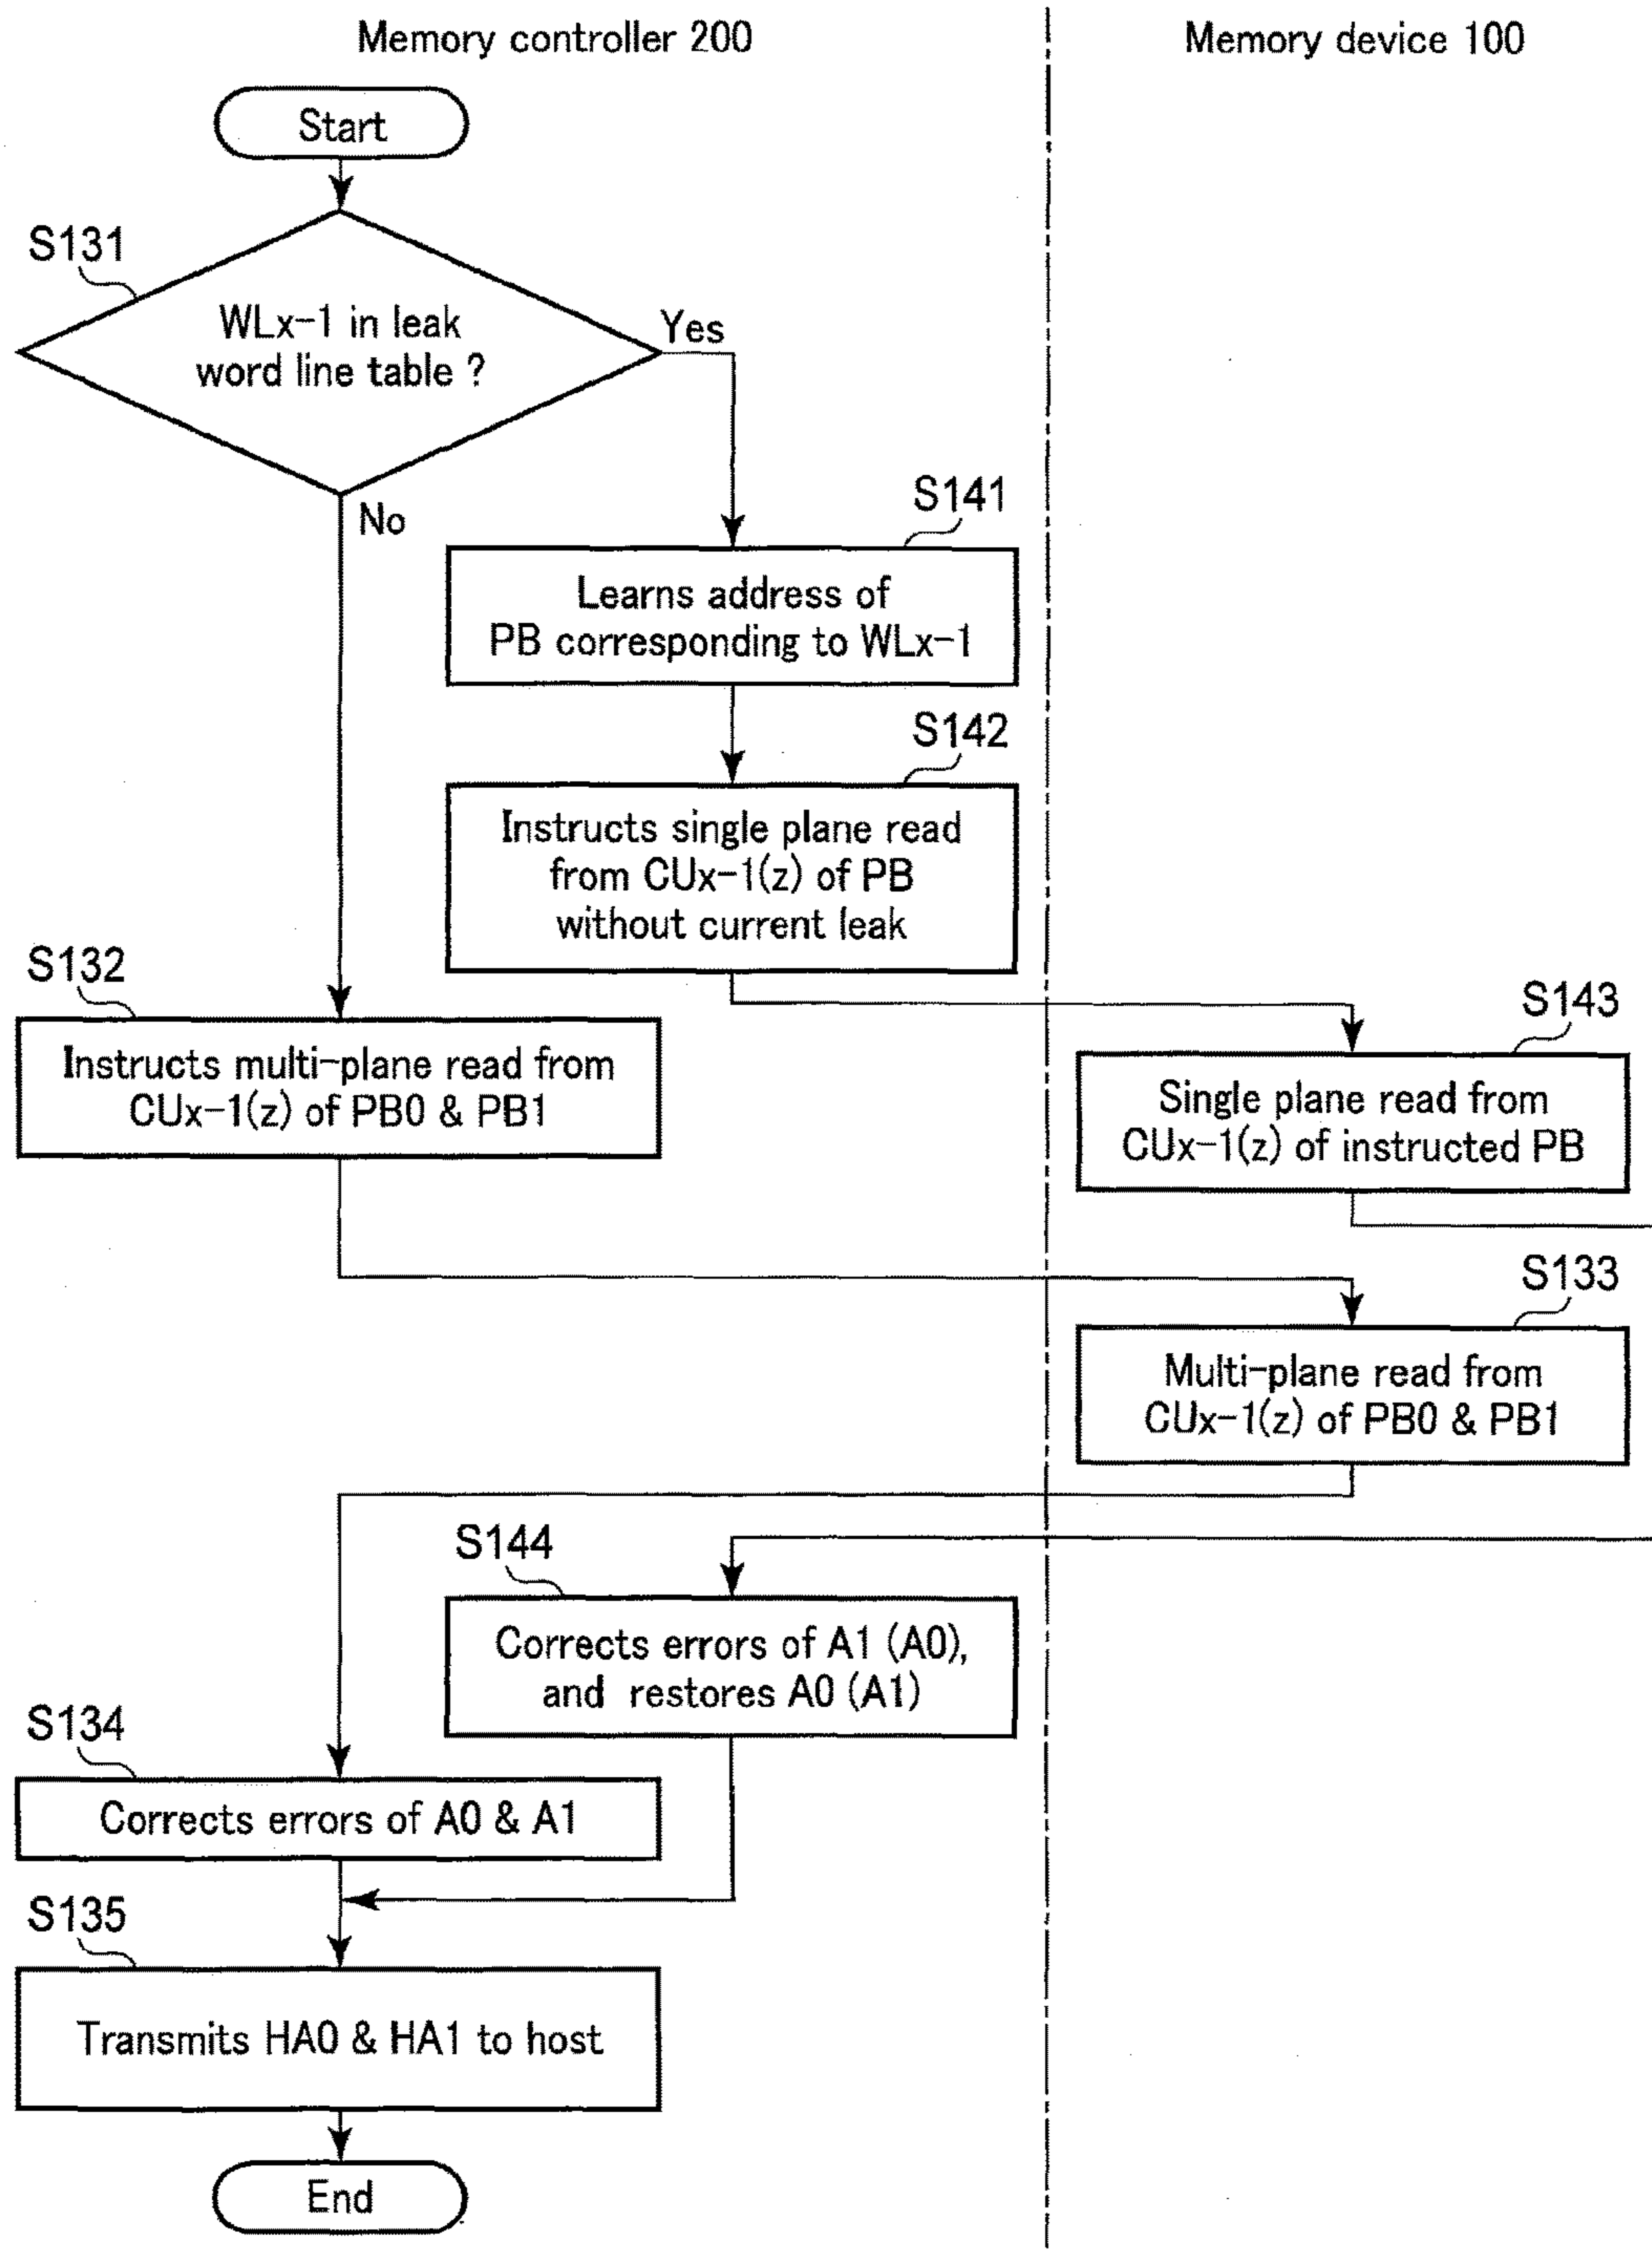 Memory controller 200
Memory device 100
Start
S131
WLx-1 in leak
word line table ?
Yes
No
S141
Learns address of
PB corresponding to WLx-1
S142
Instructs single plane read
from CUx-1(z) of PB
without current leak
S132
Instructs multi-plane read from
CUx-1(z) of PB0 & PB1
S143
Single plane read from
CUx-1(z) of instructed PB
S133
Multi-plane read from
CUx-1(z) of PB0 & PB1
S144
Corrects errors of A1 (A0),
and restores A0 (A1)
S134
Corrects errors of A0 & A1
S135
Transmits HA0 & HA1 to host
End